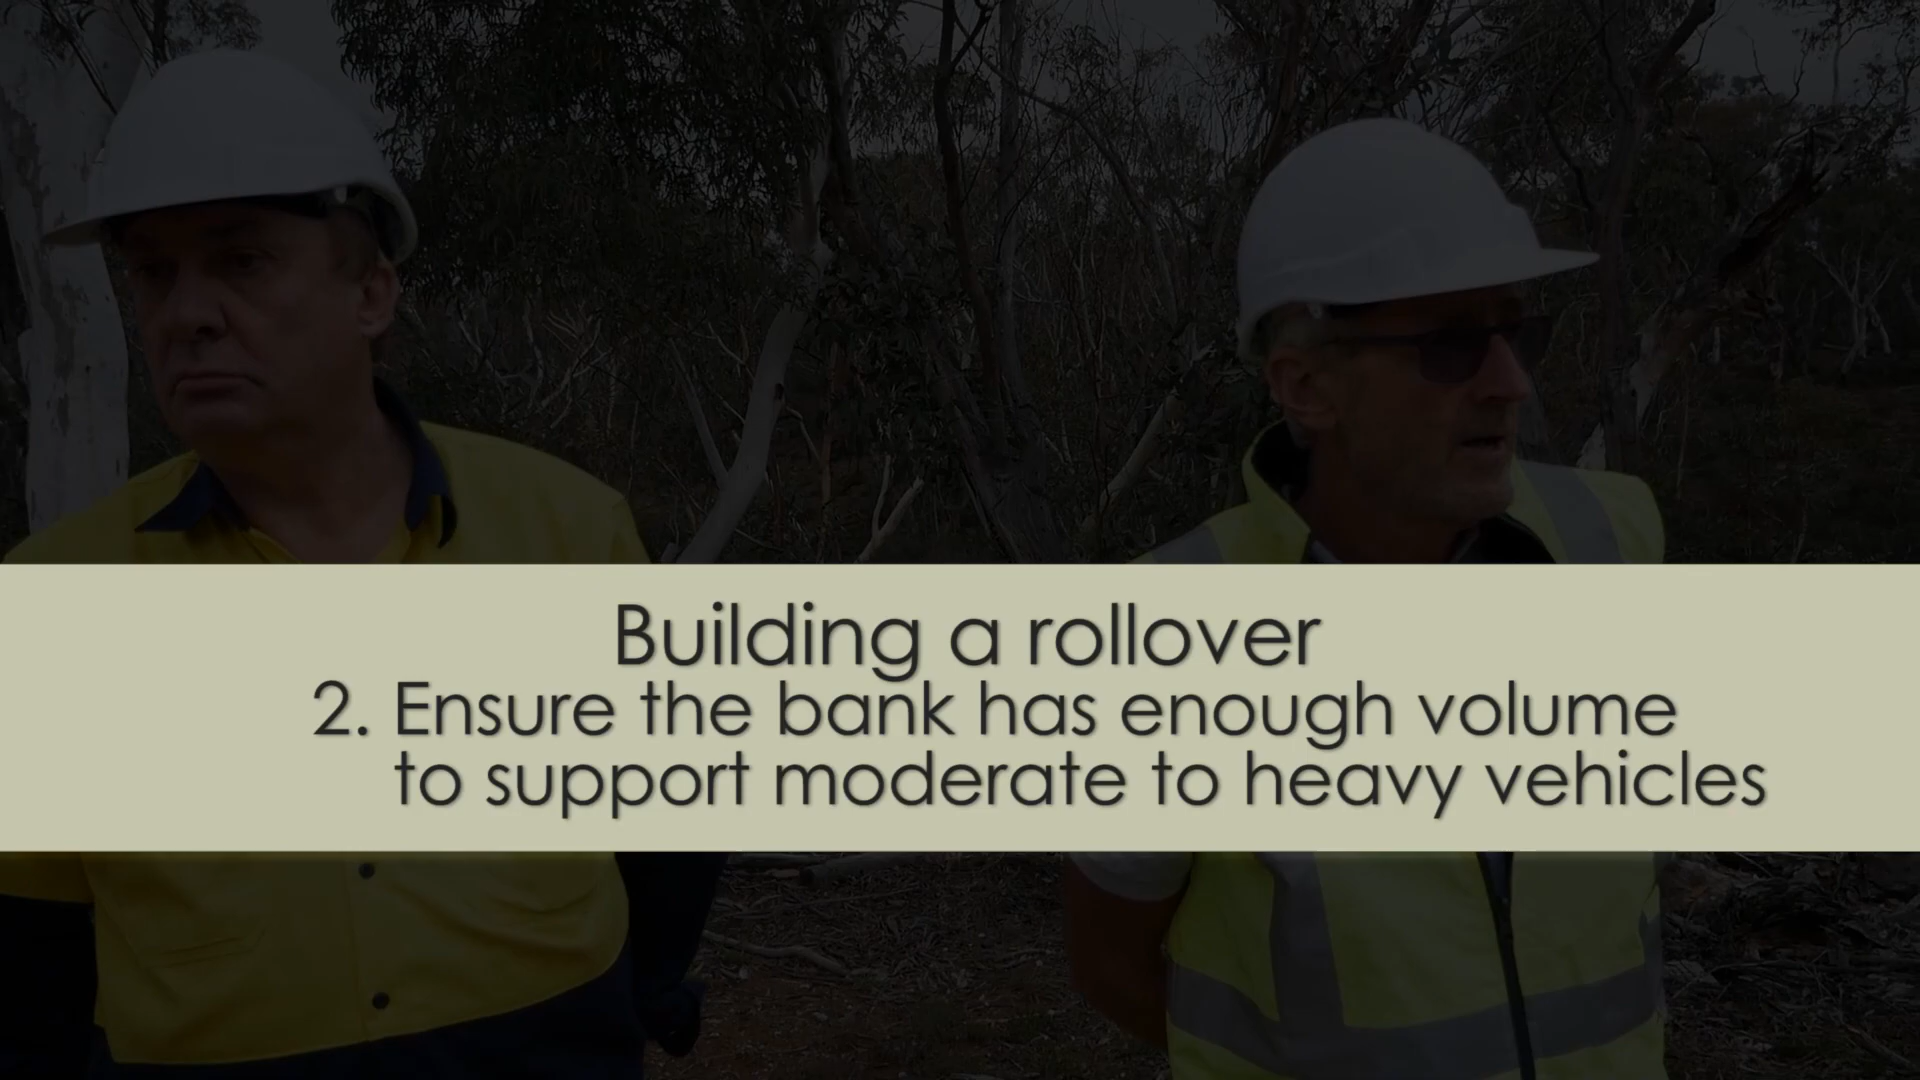 Building a rollover
2. Ensure the bank has enough volume
to support moderate to heavy vehicles